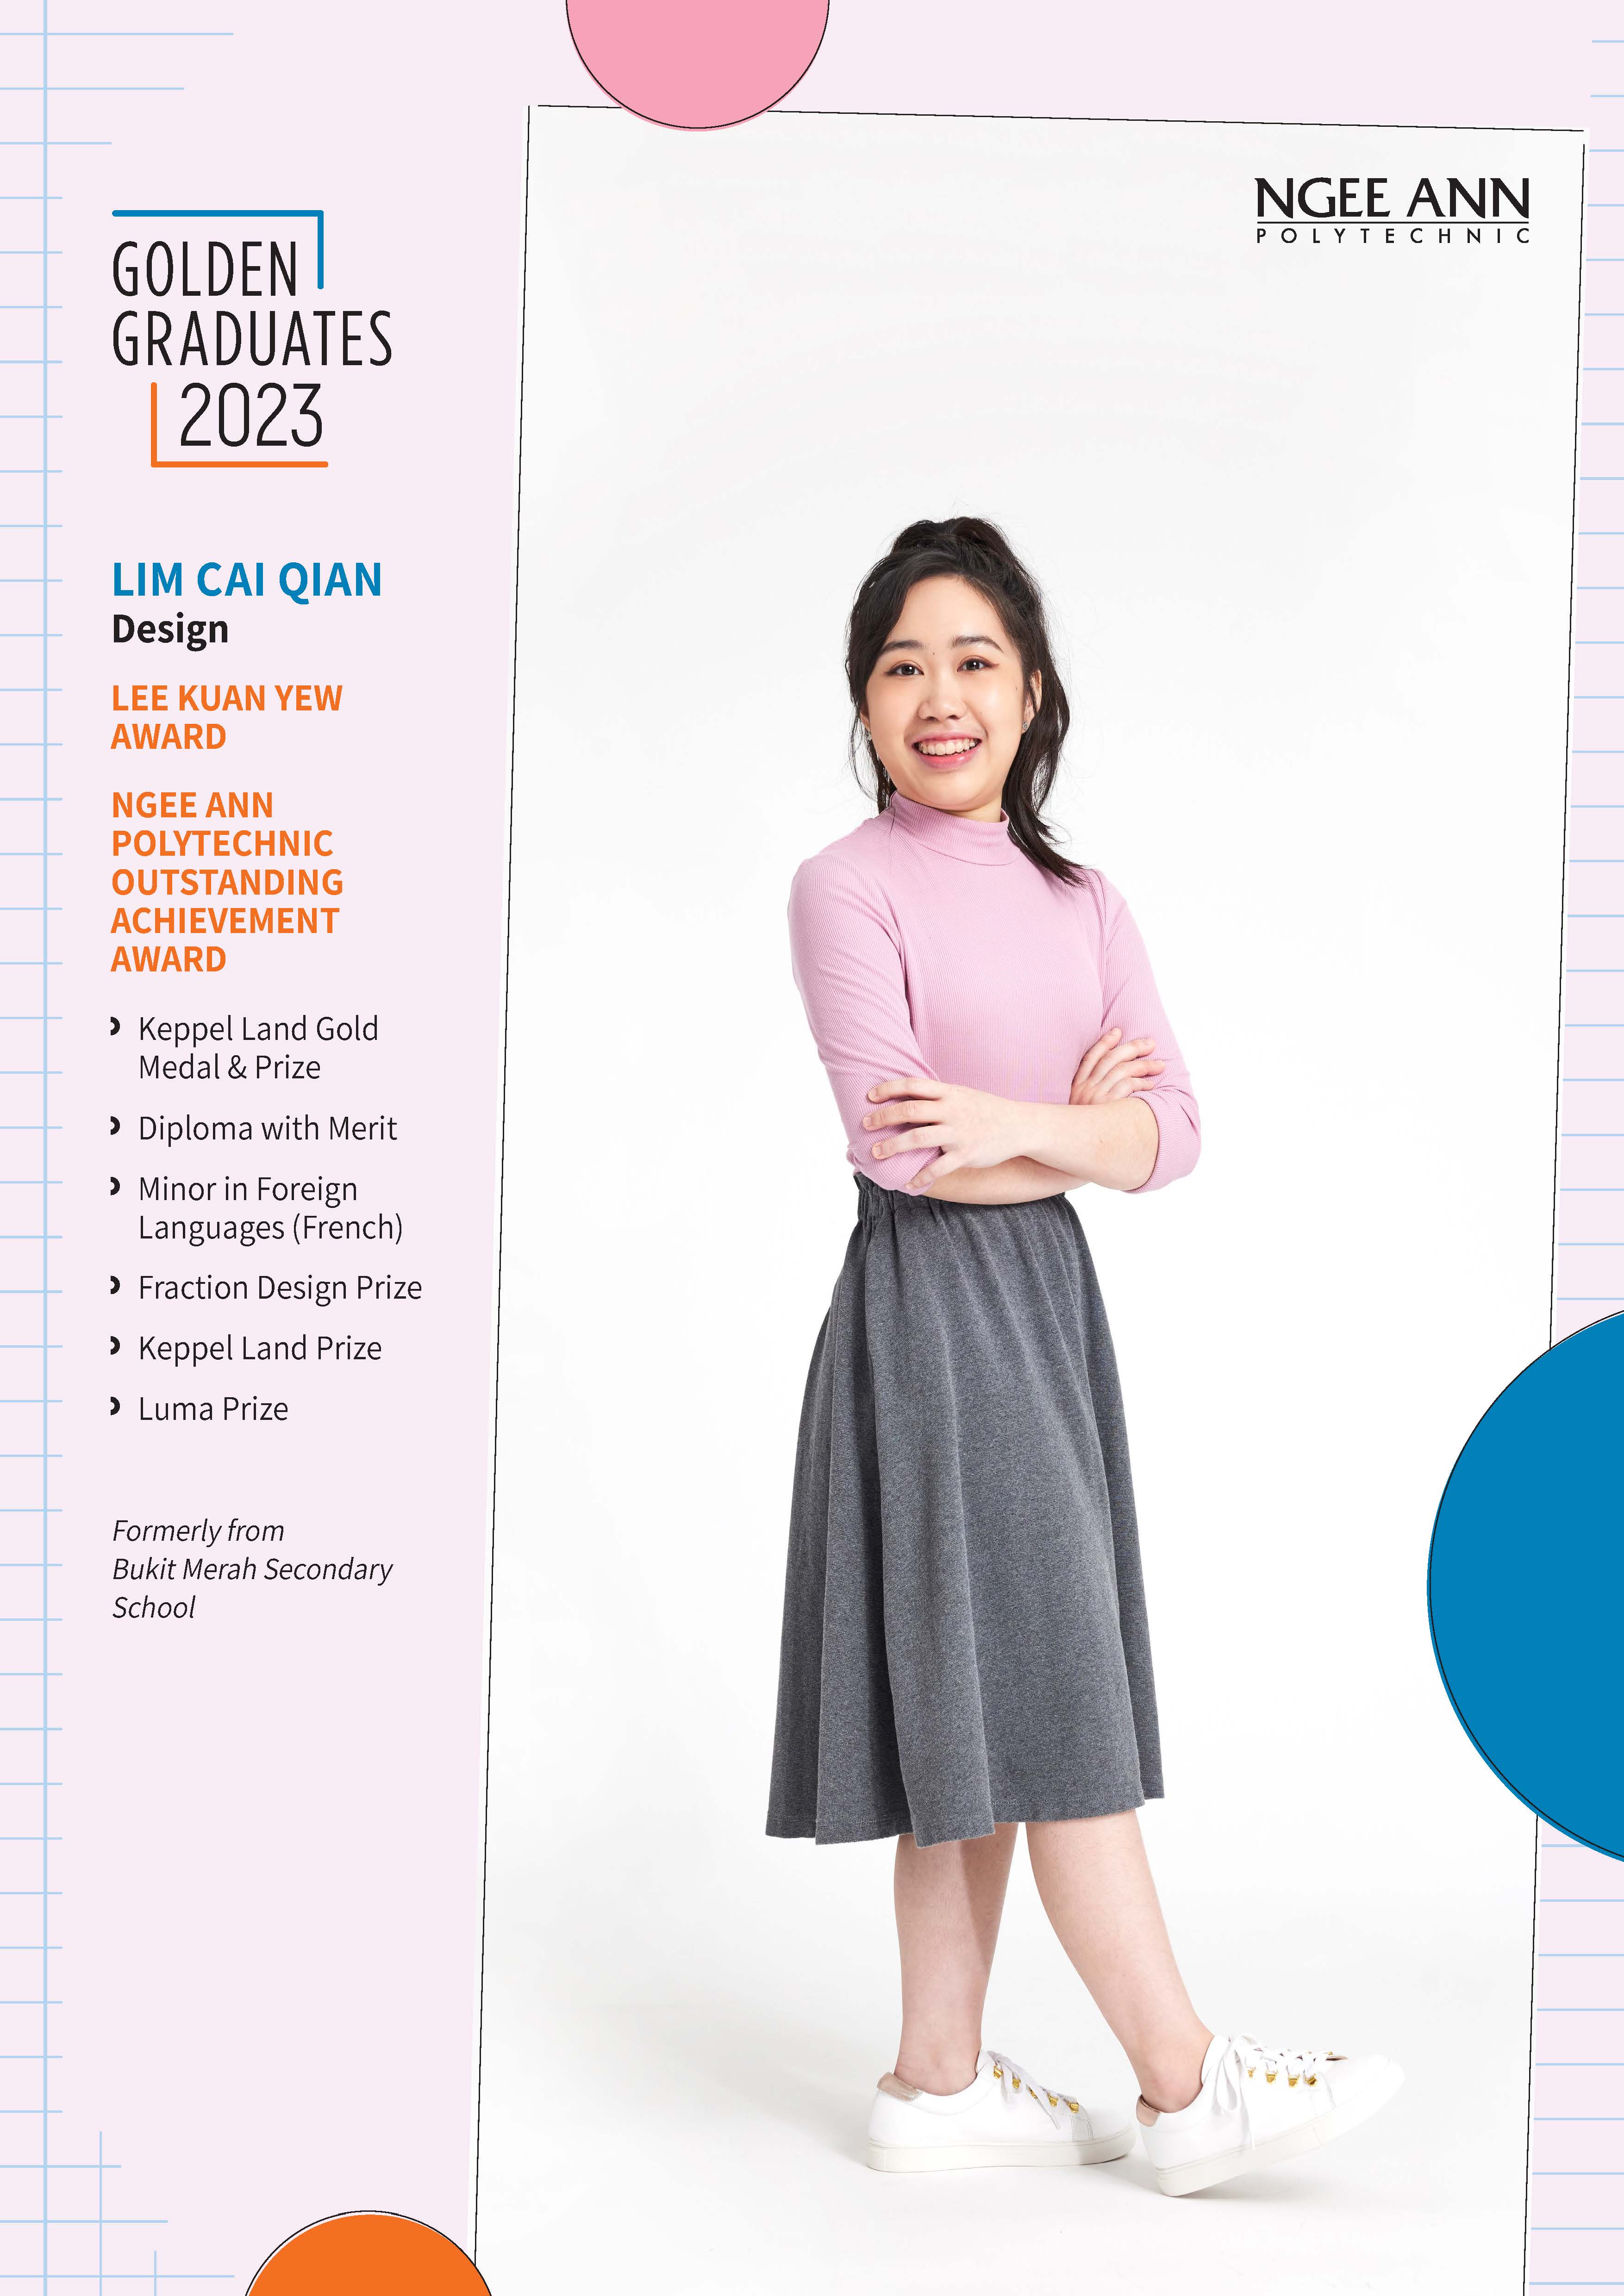 NGEE ANN
POLYTECHNIC
GOLDEN
GRADUATES
2023
LIM CAI QIAN
Design
LEE KUAN YEW
AWARD
NGEE ANN
POLYTECHNIC
OUTSTANDING
ACHIEVEMENT
AWARD
Keppel Land Gold
Medal & Prize
Diploma with Merit
Minor in Foreign
Languages (French)
Fraction Design Prize
Keppel Land Prize
Luma Prize
Formerly from
Bukit Merah Secondary
School